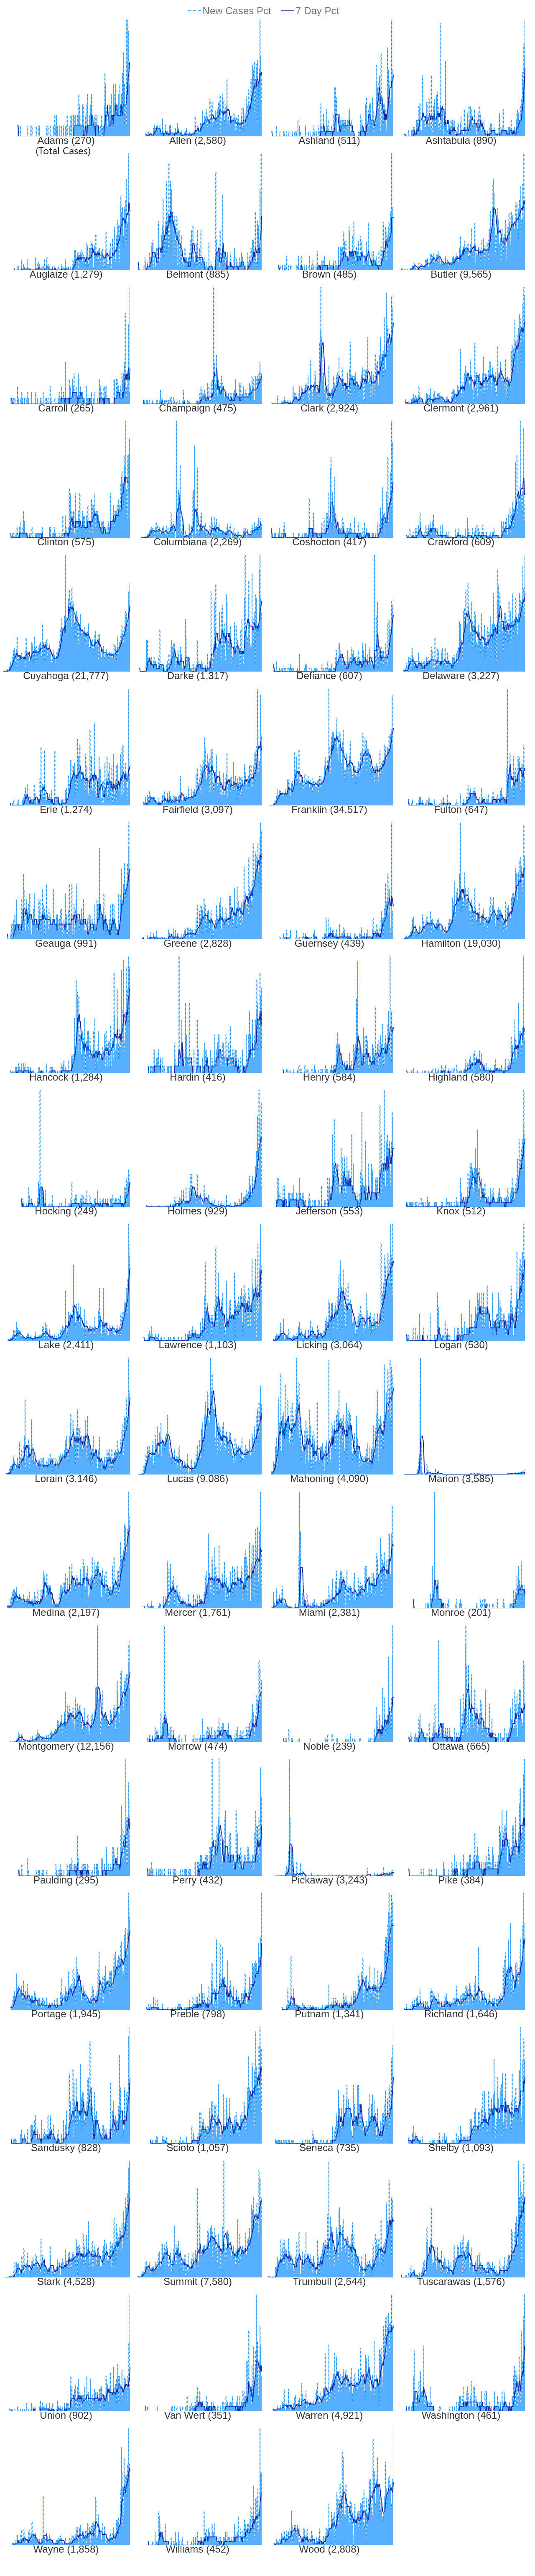 New Cases Pct 7 Day Pct
Adams (270) Allen (2,580) Ashland (511) Ashtabula (890)
(Total Cases)
Auglaize (1,279) Belmont (885) Brown (485) Butler (9,565)
Carroll (265) Champaign (475) Clark (2,924) Clermont (2,961)
Clinton (575) Columbiana (2,269) Coshocton (417) Crawford (609)
Cuyahoga (21,777) Darke (1,317) Defiance (607) Delaware (3,227)
Erie (1,274) Fairfield (3,097) Franklin (34,517) Fulton (647)
Geauga (991) Greene (2,828) Guernsey (439) Hamilton (19,030)
Hancock (1,284) Hardin (416) Henry (584) Highland (580)
Hocking (249) Holmes (929) Jefferson (553) Knox (512)
Lake (2,411) Lawrence (1,103) Licking (3,064) Logan (530)
Lorain (3,146) Lucas (9,086) Mahoning (4,090) Marion (3,585)
Medina (2,197) Mercer (1,761) Miami (2,381) Monroe (201)
Montgomery (12,156) Morrow (474) Noble (239) Ottawa (665)
Paulding (295) Perry (432) Pickaway (3,243) Pike (384)
Portage (1,945) Preble (798) Putnam (1,341) Richland (1,646)
Sandusky (828) Scioto (1,057) Seneca (735) Shelby (1,093)
Stark (4,528) Summit (7,580) Trumbull (2,544) Tuscarawas (1,576)
Union (902) Van Wert (351) Warren (4,921) Washington (461)
Wayne (1,858) Williams (452) Wood (2,808)